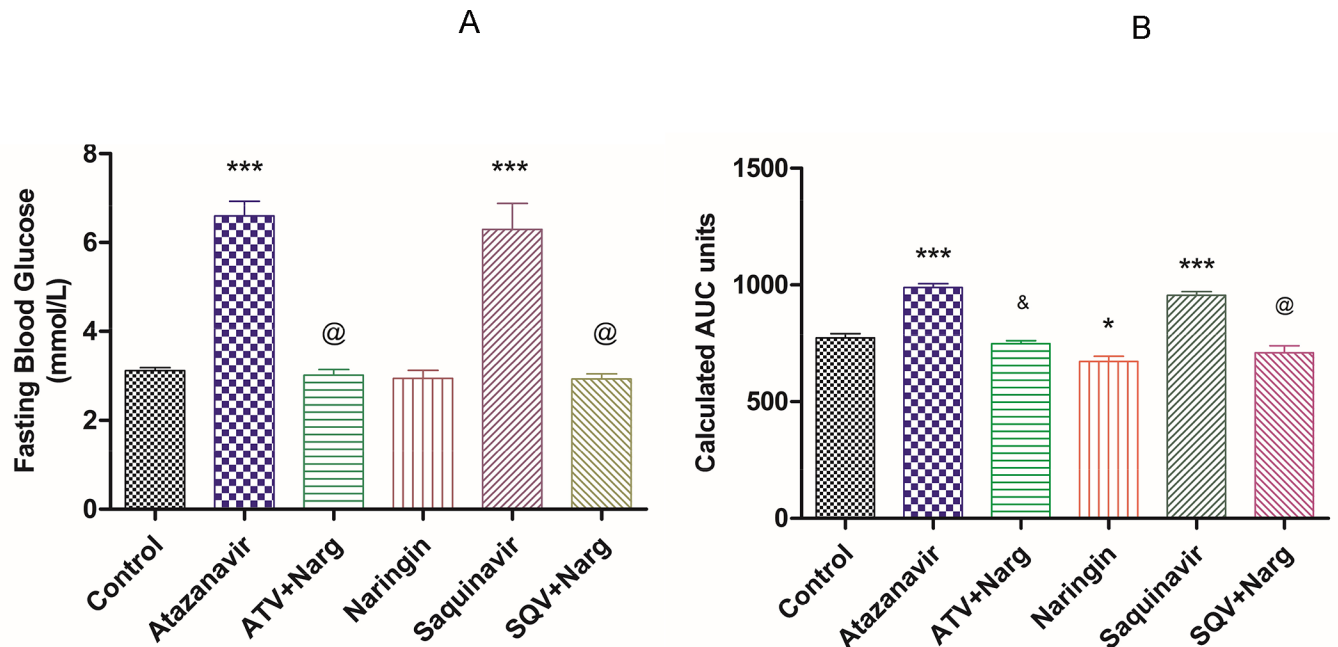 A
B
Fasting Blood Glucose
(mmol/L)
8
6
4
2
0
***
@
***
@
Control
Atazanavir
ATV+Narg
Naringin
Saquinavir
SQV+Narg
Calculated AUC units
1500
1000
500
0
***
&
*
***
@
Control
Atazanavir
ATV+Narg
Naringin
Saquinavir
SQV+Narg